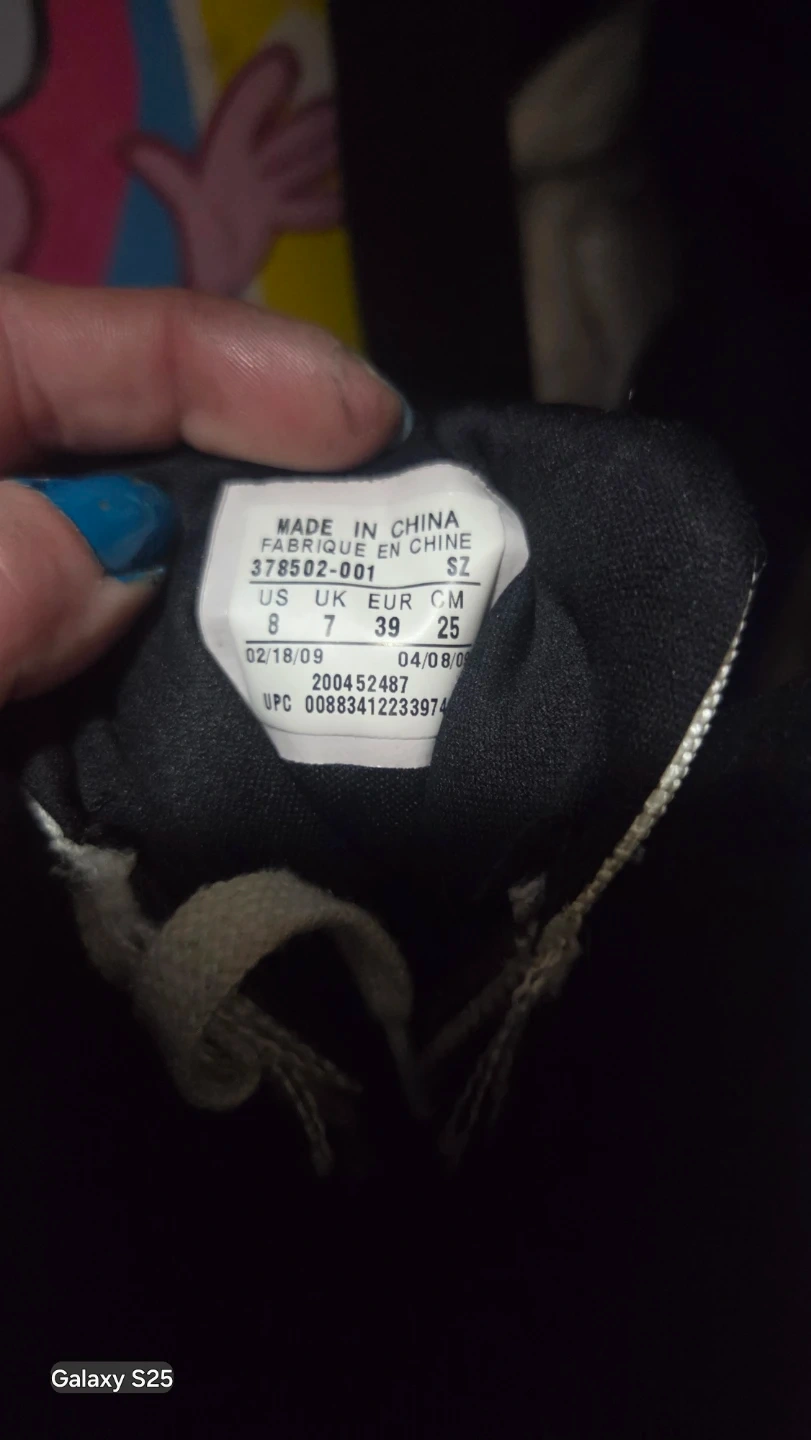 MADE IN CHINA
FABRIQUE EN CHINE
378502-001 SZ
US UK EUR CM
8 7 39 25
02/18/09 04/08/09
200452487
UPC 00883412233974
Galaxy S25